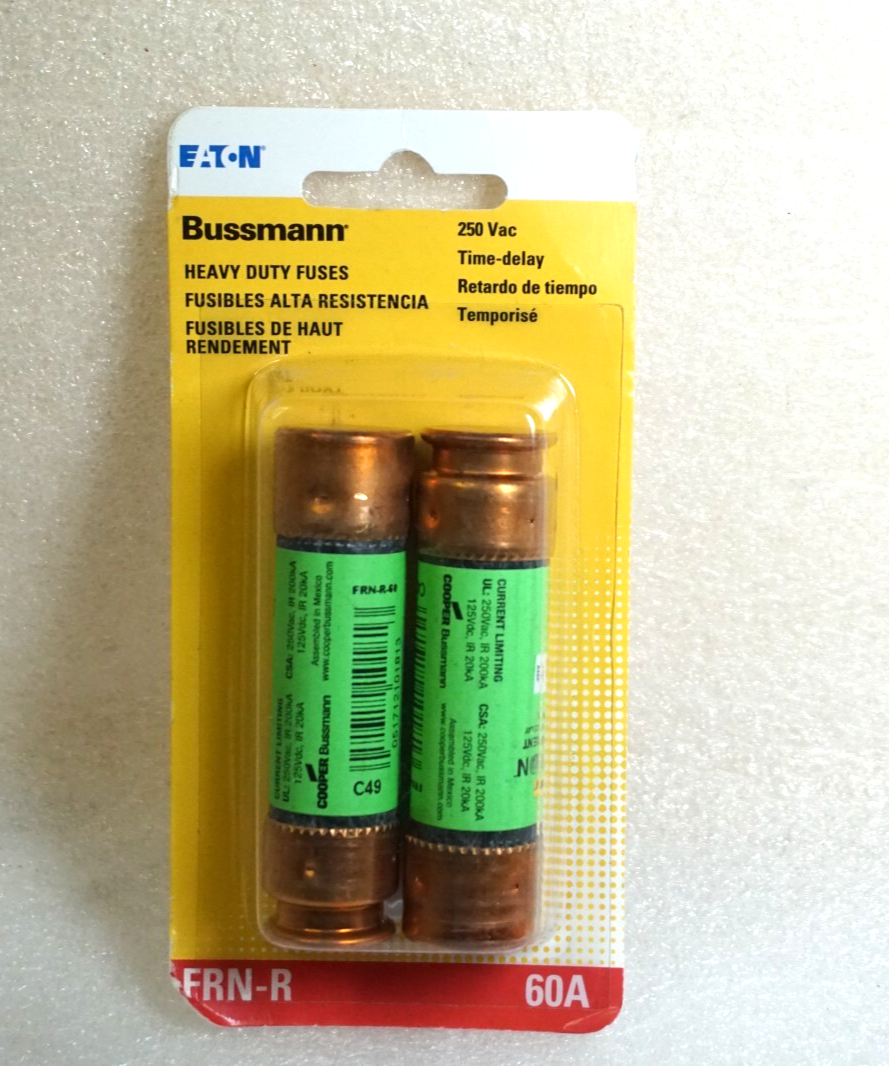 EATON
Bussmann
HEAVY DUTY FUSES
FUSIBLES ALTA RESISTENCIA
FUSIBLES DE HAUT
RENDEMENT
250 Vac
Time-delay
Retardo de tiempo
Temporisé
CURRENT LIMITING
UL: 250Vac, IR 200kA
125Vdc, IR 20kA
CSA: 250Vac, IR 200kA
125Vdc, IR 20kA
COOPER Bussmann
Assembled in Mexico
www.cooperbussmann.com
FRN-R-60
051712101813
C49
CURRENT LIMITING
UL: 250Vac, IR 200kA
125Vdc, IR 20kA
CSA: 250Vac, IR 200kA
125Vdc, IR 20kA
COOPER Bussmann
Assembled in Mexico
www.cooperbussmann.com
FRN-R
60A